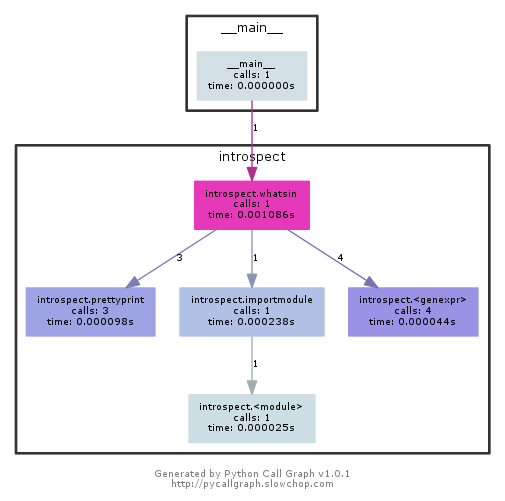 __main__
__main__
calls: 1
time: 0.000000s
1
introspect
introspect.whatsin
calls: 1
time: 0.001086s
3
1
4
introspect.prettyprint
calls: 3
time: 0.000098s
introspect.importmodule
calls: 1
time: 0.000238s
introspect.<genexpr>
calls: 4
time: 0.000044s
1
introspect.<module>
calls: 1
time: 0.000025s
Generated by Python Call Graph v1.0.1
http://pycallgraph.slowchop.com